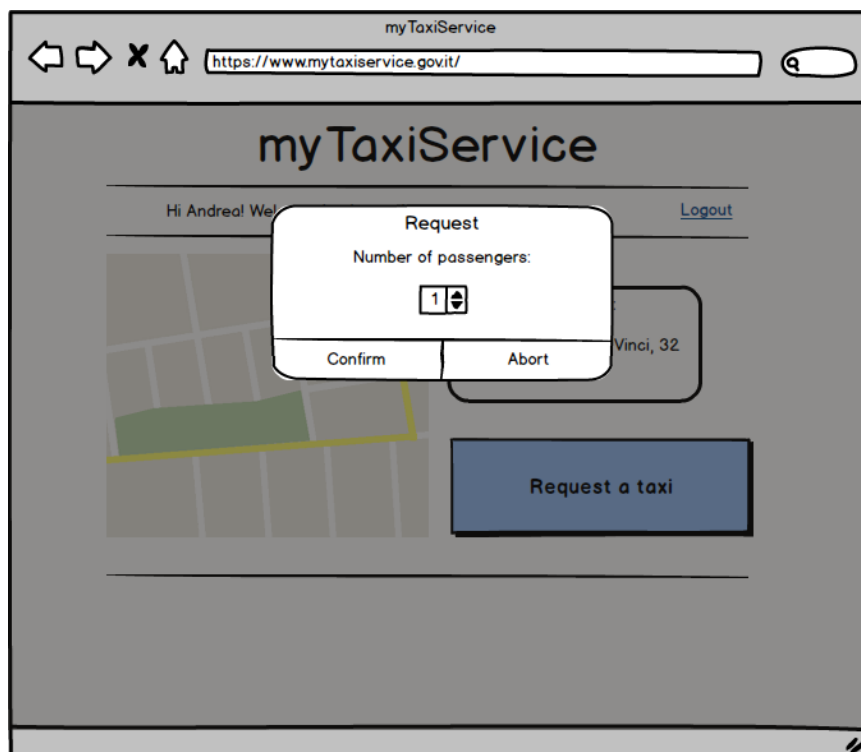 myTaxiService
https://www.mytaxiservice.gov.it/
myTaxiService
Hi Andrea! Logout
Request
Number of passengers:
1
Confirm Abort
Vinci, 32
Request a taxi